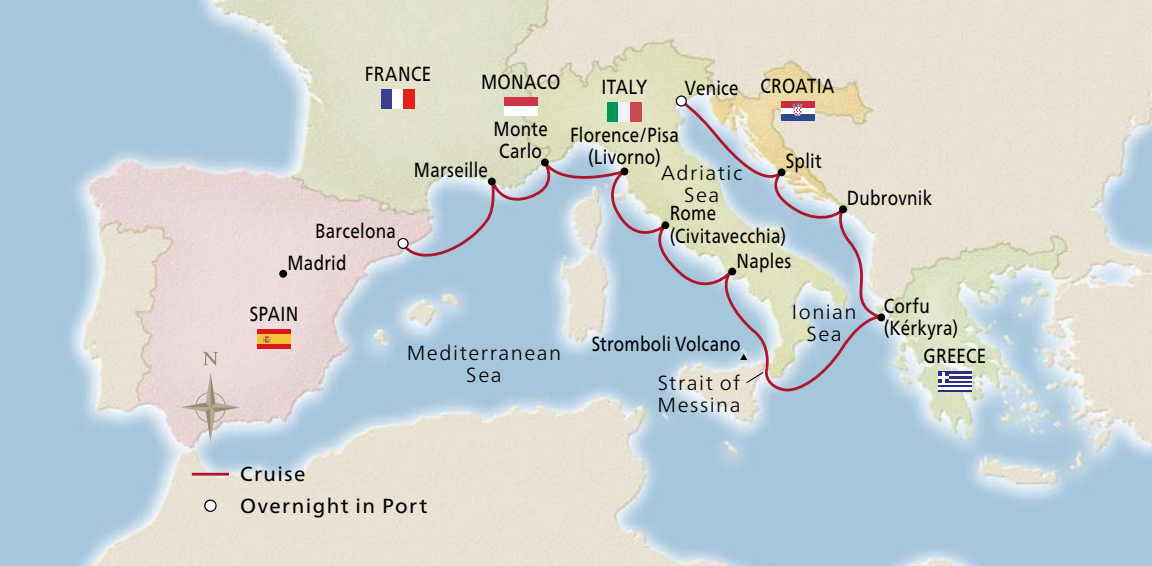 FRANCE
MONACO
ITALY
Venice
CROATIA
Monte
Carlo
Florence/Pisa
(Livorno)
Marseille
Adriatic
Sea
Split
Dubrovnik
Rome
(Civitavecchia)
Barcelona
Madrid
Naples
SPAIN
Ionian
Sea
Corfu
(Kérkyra)
GREECE
Stromboli Volcano
Mediterranean
Sea
Strait of
Messina
N
Cruise
Overnight in Port